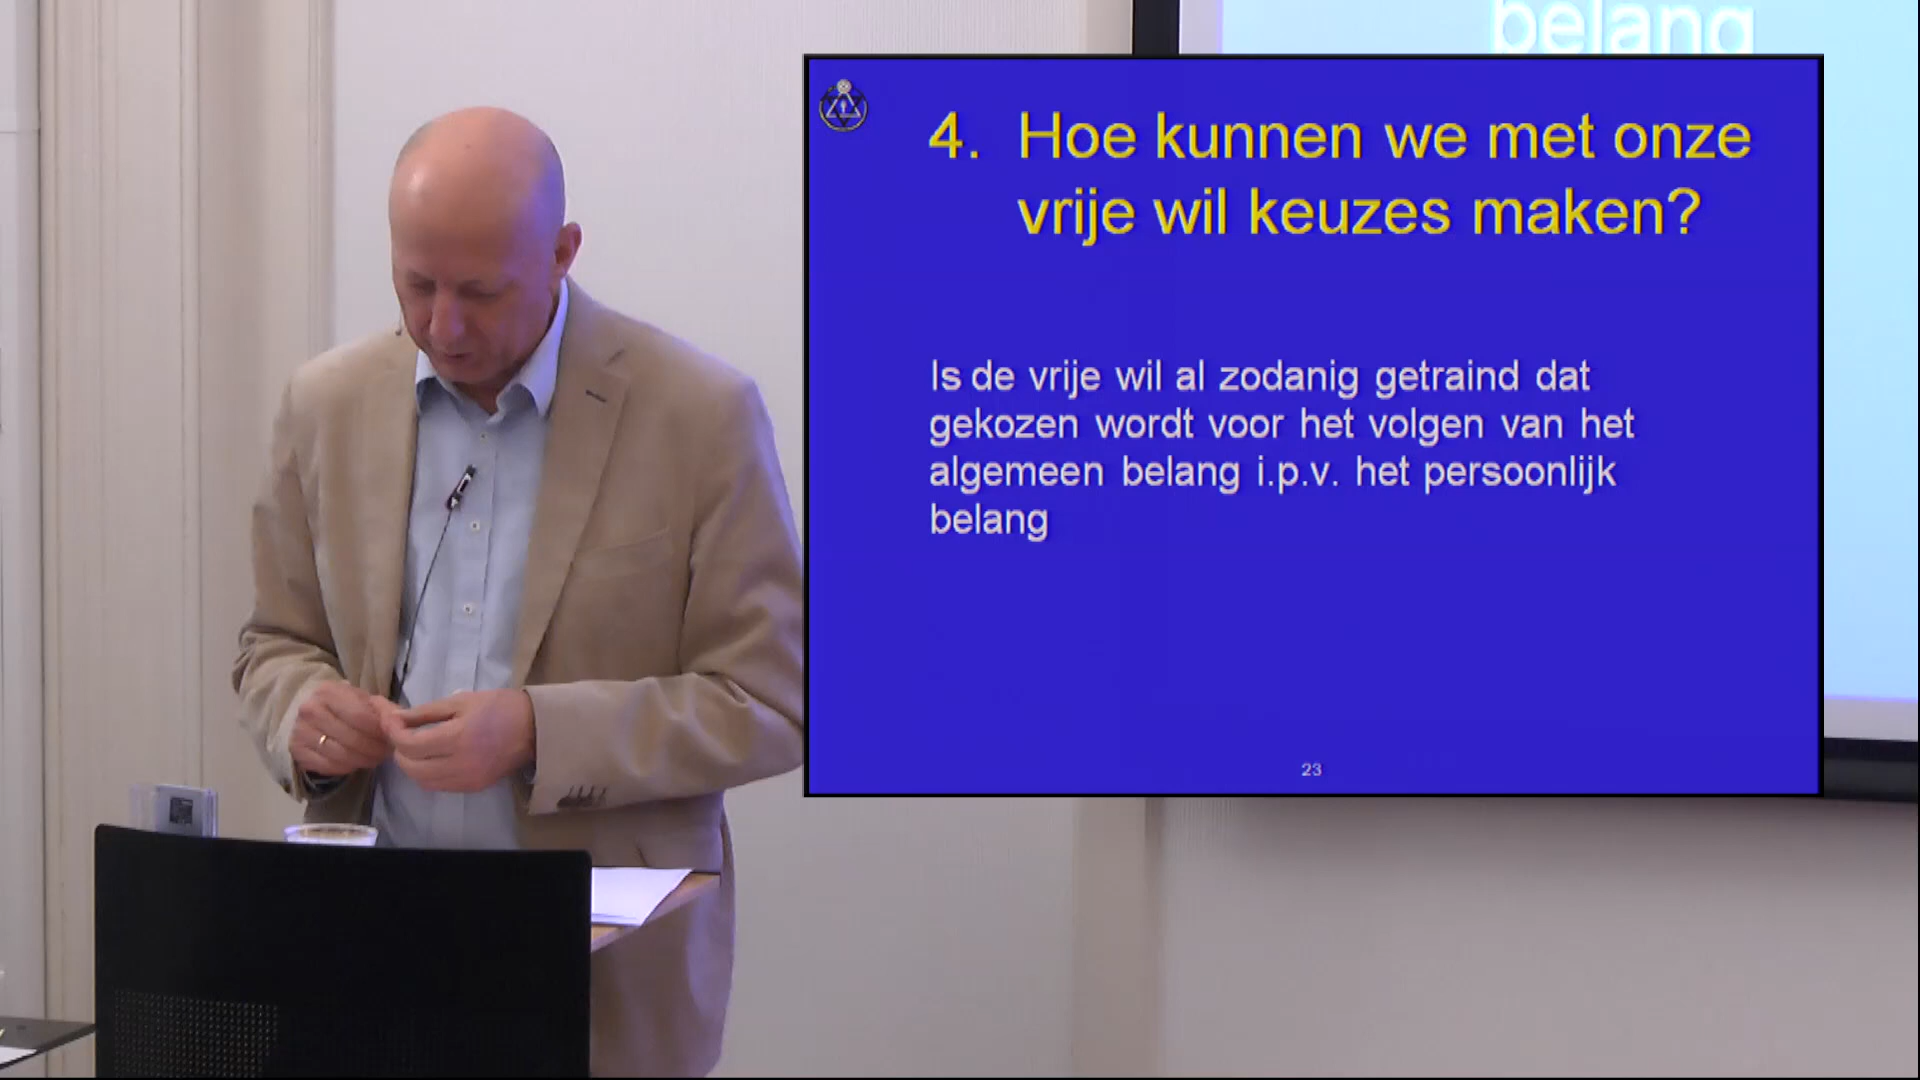 belang
4. Hoe kunnen we met onze
vrije wil keuzes maken?
Is de vrije wil al zodanig getraind dat
gekozen wordt voor het volgen van het
algemeen belang i.p.v. het persoonlijk
belang
23